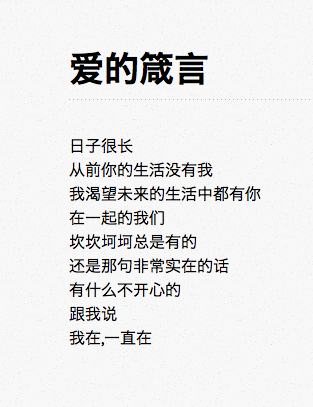 爱的箴言
日子很长
从前你的生活没有我
我渴望未来的生活中都有你
在一起的我们
坎坎坷坷总是有的
还是那句非常实在的话
有什么不开心的
跟我说
我在,一直在